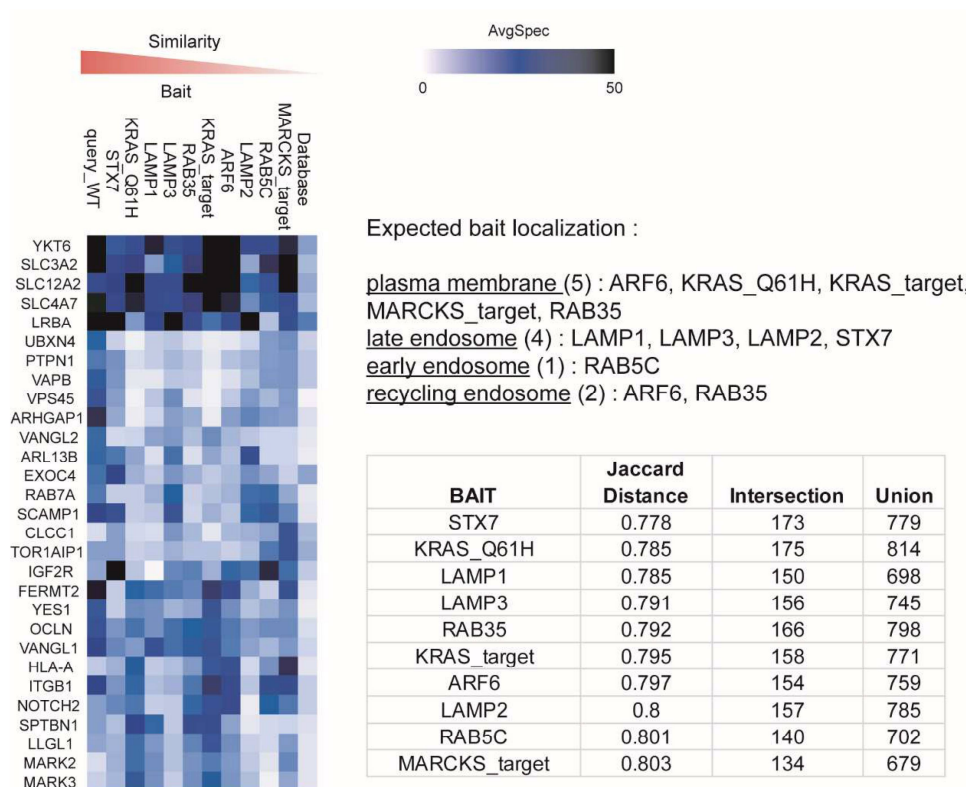 Similarity
Bait
AvgSpec
0 50
query_WT
STX7
KRAS_Q61H
LAMP1
LAMP3
RAB35
KRAS_target
ARF6
LAMP2
RAB5C
MARCKS_target
Database
YKT6
SLC3A2
SLC12A2
SLC4A7
LRBA
UBXN4
PTPN1
VAPB
VPS45
ARHGAP1
VANGL2
ARL13B
EXOC4
RAB7A
SCAMP1
CLCC1
TOR1AIP1
IGF2R
FERMT2
YES1
OCLN
VANGL1
HLA-A
ITGB1
NOTCH2
SPTBN1
LLGL1
MARK2
MARK3
Expected bait localization :
plasma membrane (5) : ARF6, KRAS_Q61H, KRAS_target,
MARCKS_target, RAB35
late endosome (4) : LAMP1, LAMP3, LAMP2, STX7
early endosome (1) : RAB5C
recycling endosome (2) : ARF6, RAB35
BAIT Jaccard Distance Intersection Union
STX7 0.778 173 779
KRAS_Q61H 0.785 175 814
LAMP1 0.785 150 698
LAMP3 0.791 156 745
RAB35 0.792 166 798
KRAS_target 0.795 158 771
ARF6 0.797 154 759
LAMP2 0.8 157 785
RAB5C 0.801 140 702
MARCKS_target 0.803 134 679